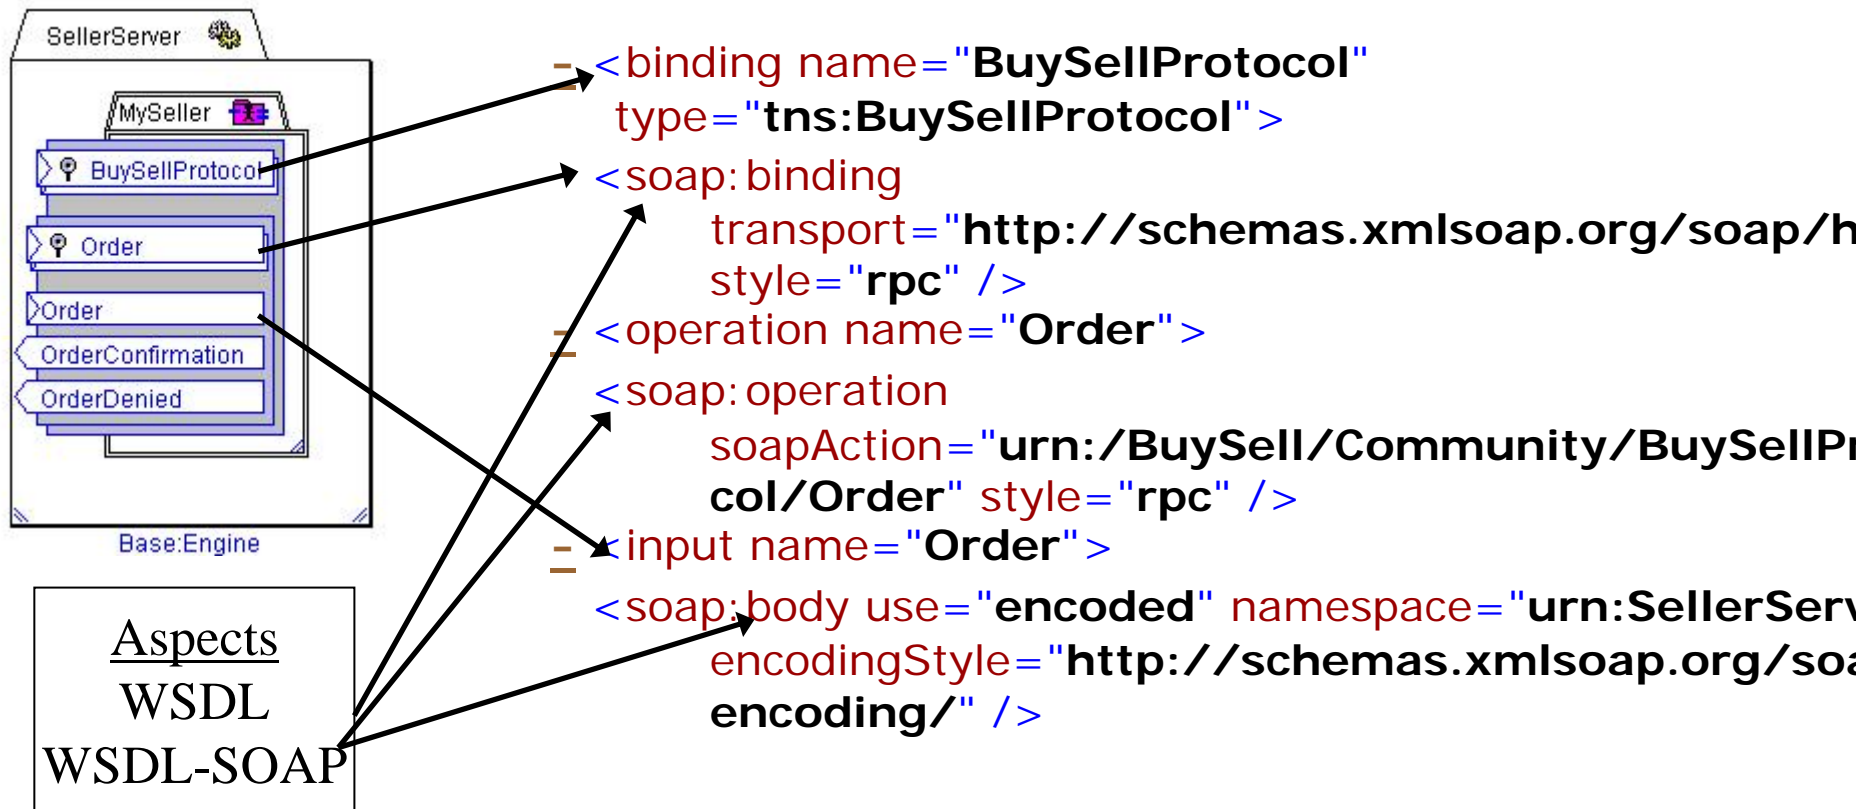 SellerServer
MySeller
BuySellProtocol
Order
Order
OrderConfirmation
OrderDenied
Base:Engine
Aspects
WSDL
WSDL-SOAP
- <binding name="BuySellProtocol"
type="tns:BuySellProtocol">
<soap:binding
transport="http://schemas.xmlsoap.org/soap/h
style="rpc" />
- <operation name="Order">
<soap:operation
soapAction="urn:/BuySell/Community/BuySellPr
col/Order" style="rpc" />
- <input name="Order">
<soap:body use="encoded" namespace="urn:SellerServ
encodingStyle="http://schemas.xmlsoap.org/soa
encoding/" />